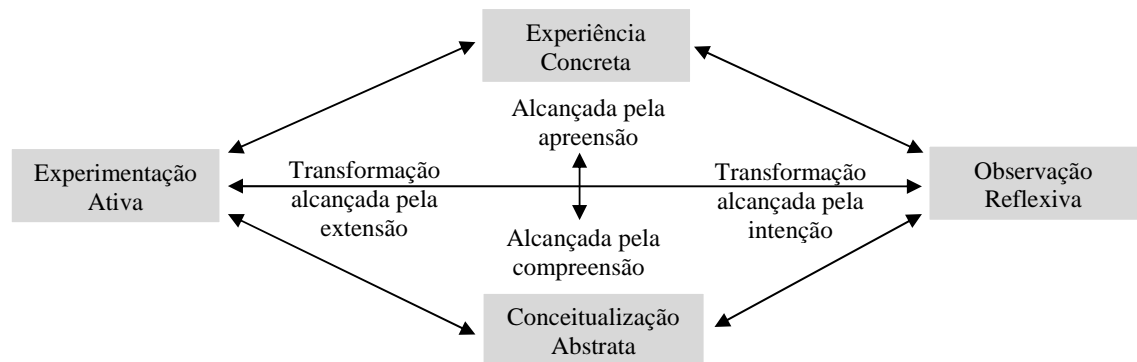 Experiência
Concreta
Alcançada pela
apreensão
Experimentação
Ativa
Transformação
alcançada pela
extensão
Transformação
alcançada pela
intenção
Observação
Reflexiva
Alcançada pela
compreensão
Conceitualização
Abstrata